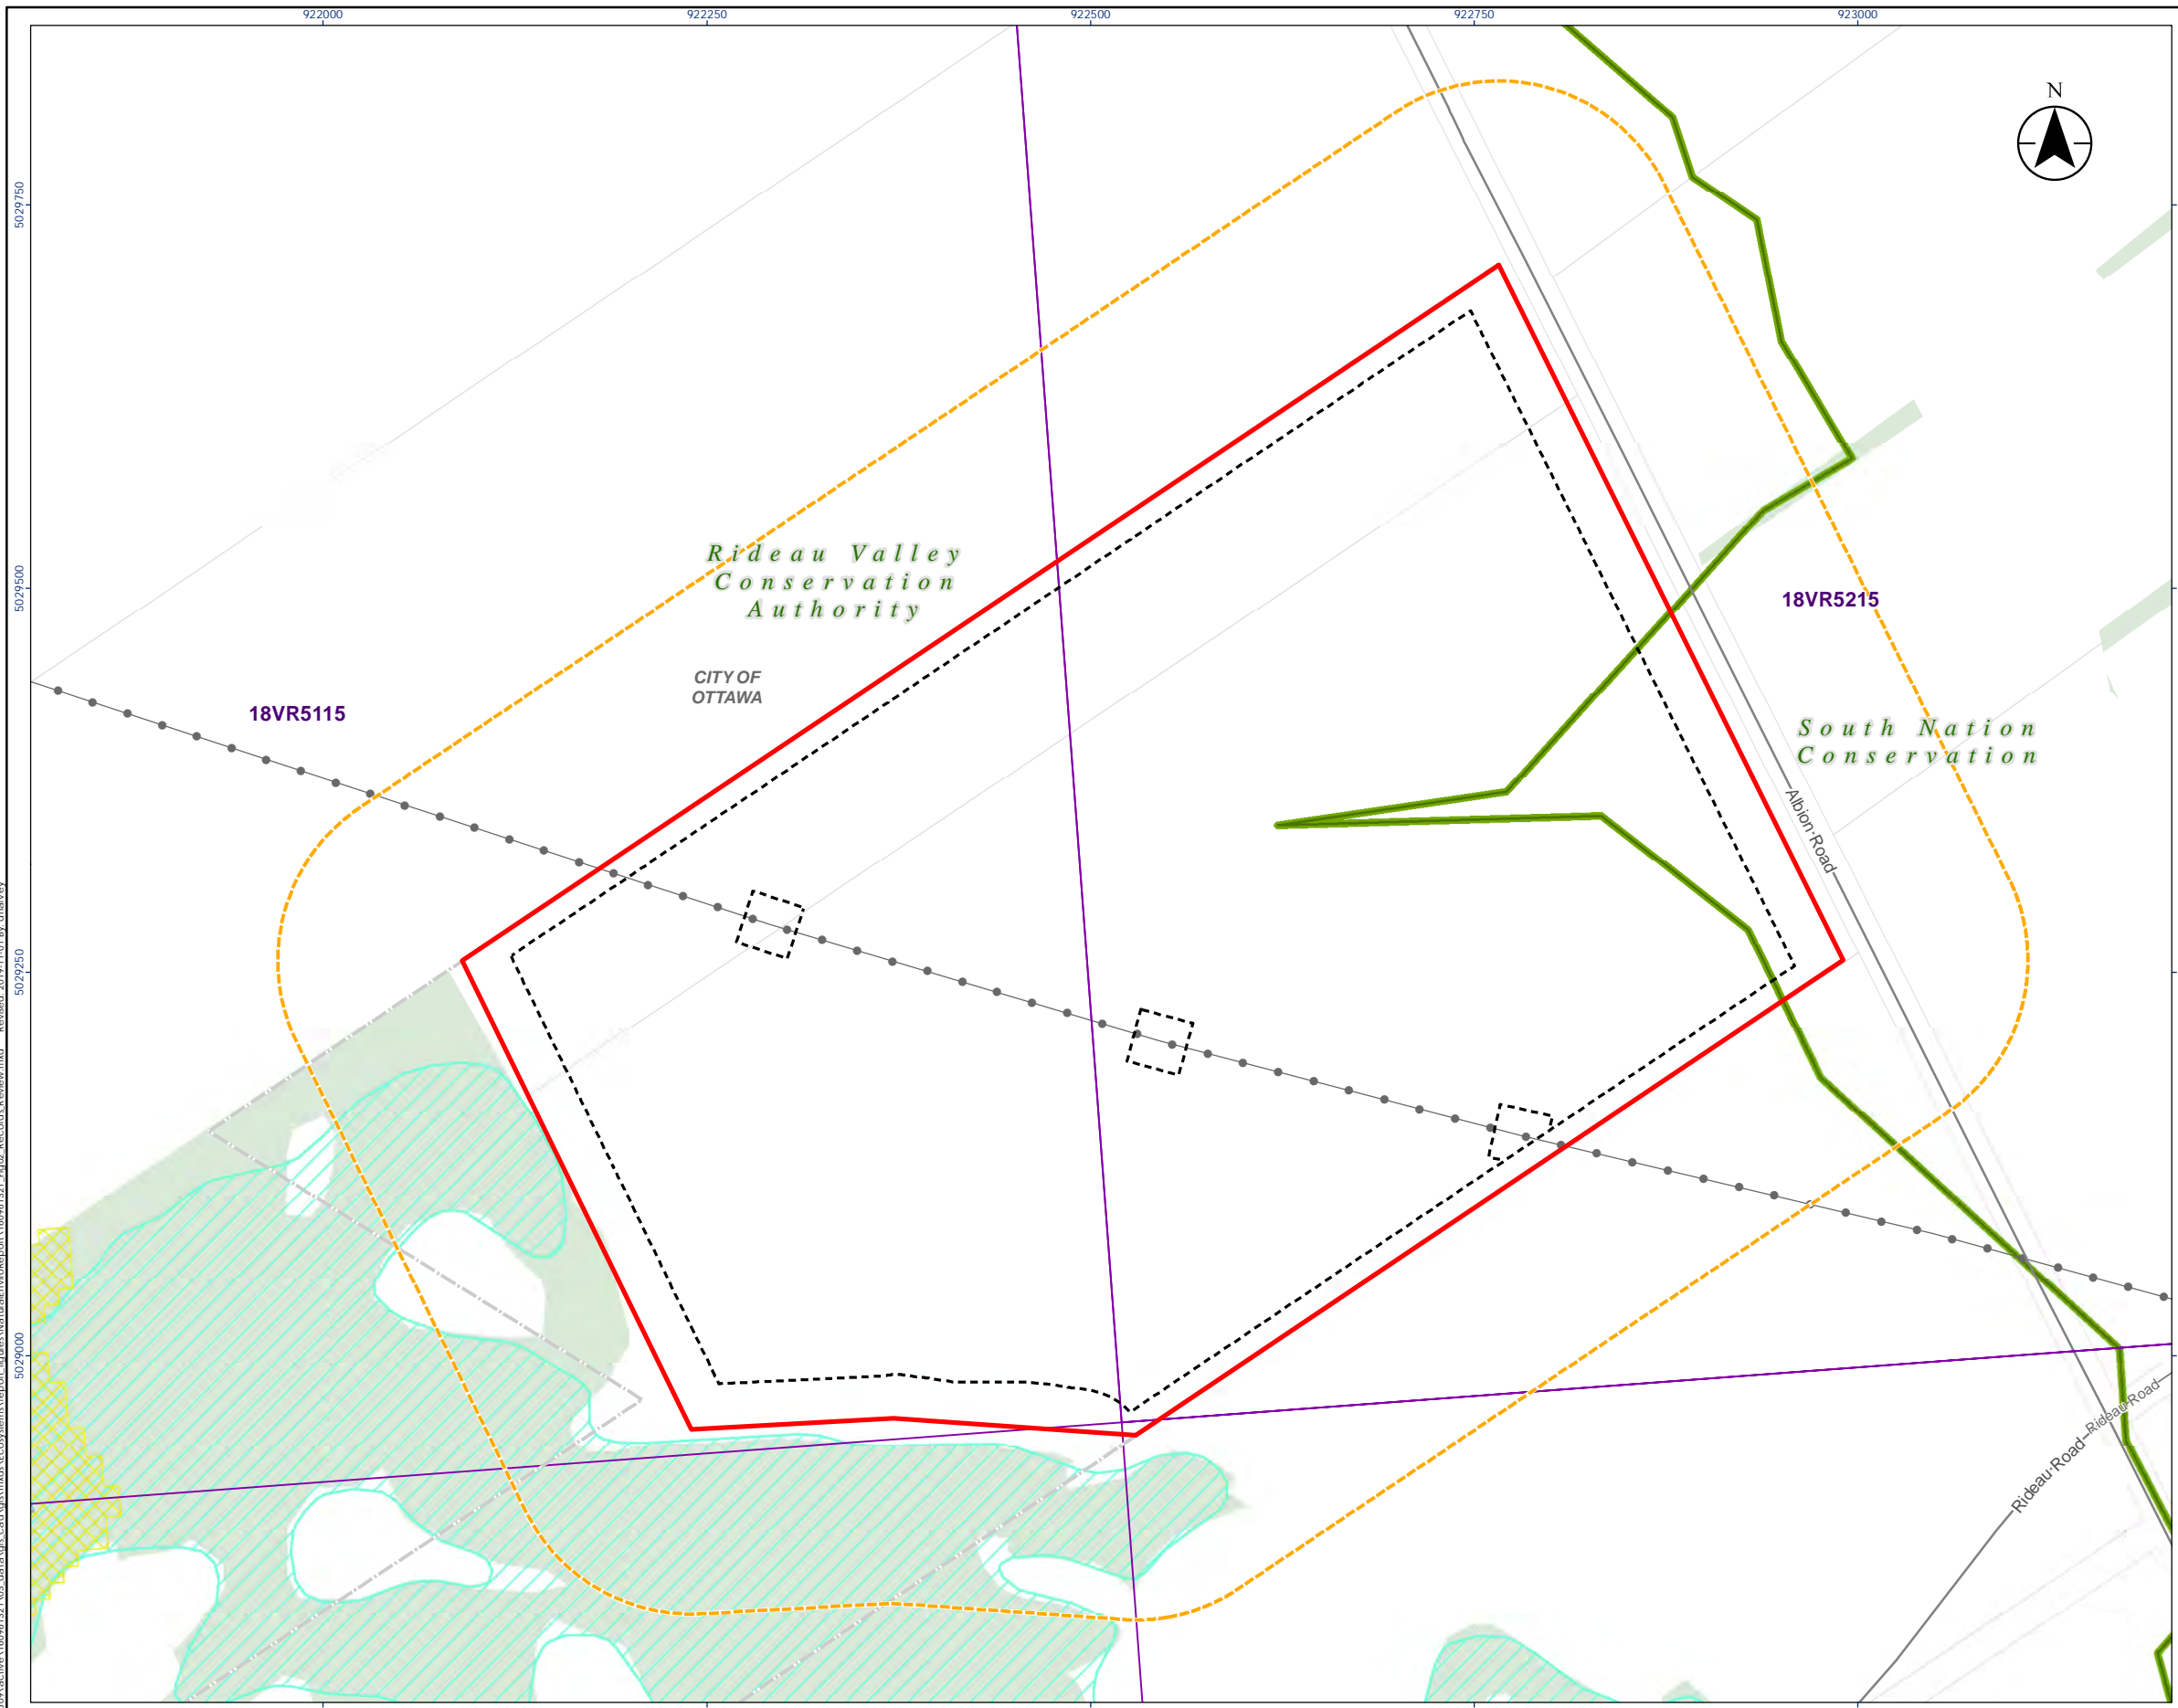 922000
922250
922500
922750
923000
N
5029750
Rideau Valley
Conservation
Authority
5029500
18VR5215
CITY OF
OTTAWA
18VR5115
South Nation
Conservation
Albion Road
5029250
5029000
Rideau Road
Rideau Road